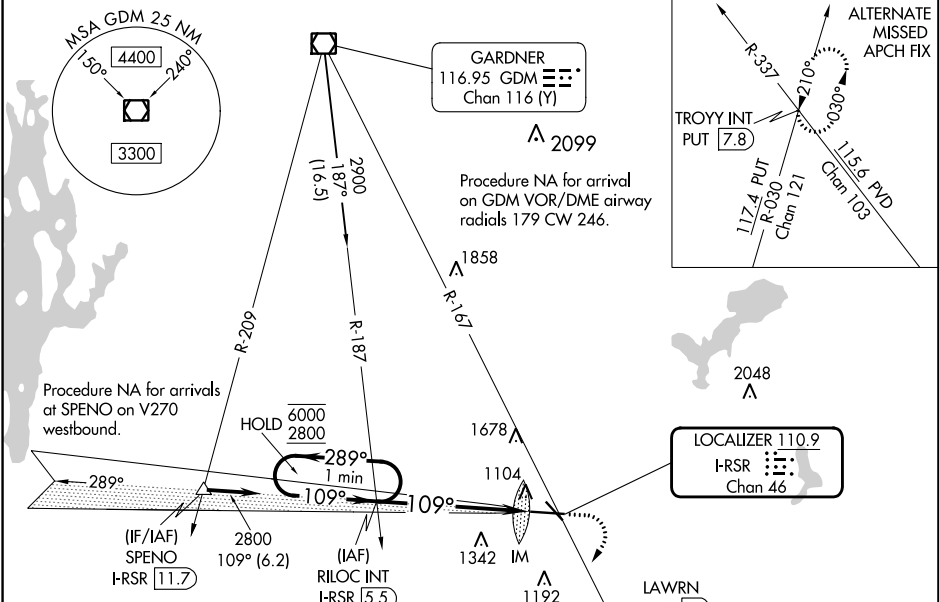 MSA GDM 25 NM
4400
150°
240°
3300
GARDNER
116.95 GDM
Chan 116 (Y)
2099
Procedure NA for arrival
on GDM VOR/DME airway
radials 179 CW 246.
ALTERNATE
MISSED
APCH FIX
R-337
210°
030°
TROYY INT
PUT 7.8
117.4 PUT
R-030
Chan 121
115.6 PVD
Chan 103
2900
187°
(16.5)
1858
R-209
R-187
R-167
Procedure NA for arrivals
at SPENO on V270
westbound.
HOLD
6000
2800
289°
1 min
109°
109°
289°
1678
1104
2048
LOCALIZER 110.9
I-RSR
Chan 46
2800
109° (6.2)
(IF/IAF)
SPENO
I-RSR 11.7
(IAF)
RILOC INT
I-RSR 5.5
1342
IM
1192
LAWRN